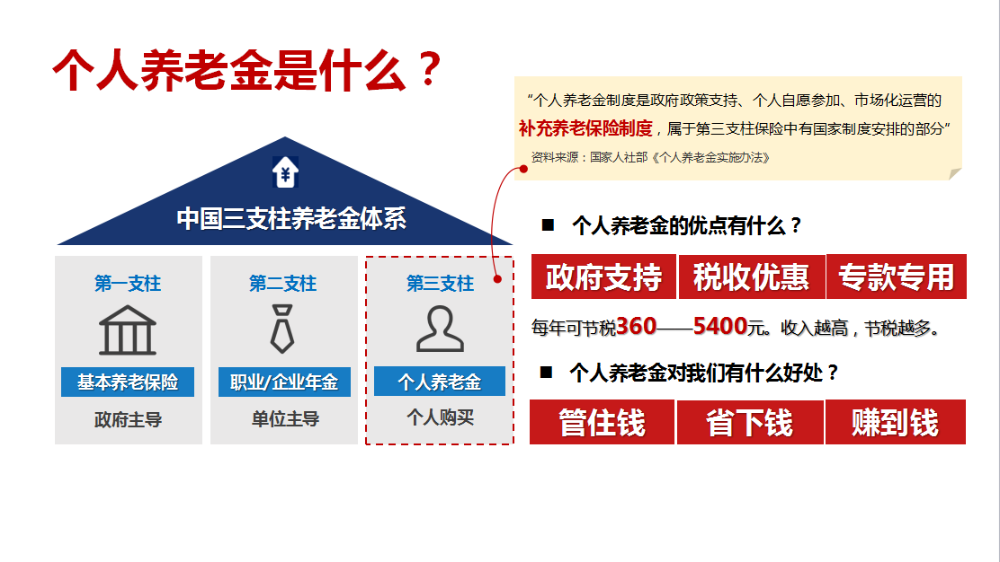 个人养老金是什么？
“个人养老金制度是政府政策支持、个人自愿参加、市场化运营的
补充养老保险制度，属于第三支柱保险中有国家制度安排的部分”
资料来源：国家人社部《个人养老金实施办法》
¥
中国三支柱养老金体系
第一支柱
基本养老保险
政府主导
第二支柱
职业/企业年金
单位主导
第三支柱
个人养老金
个人购买
■ 个人养老金的优点有什么？
政府支持 税收优惠 专款专用
每年可节税360——5400元。收入越高，节税越多。
■ 个人养老金对我们有什么好处？
管住钱 省下钱 赚到钱